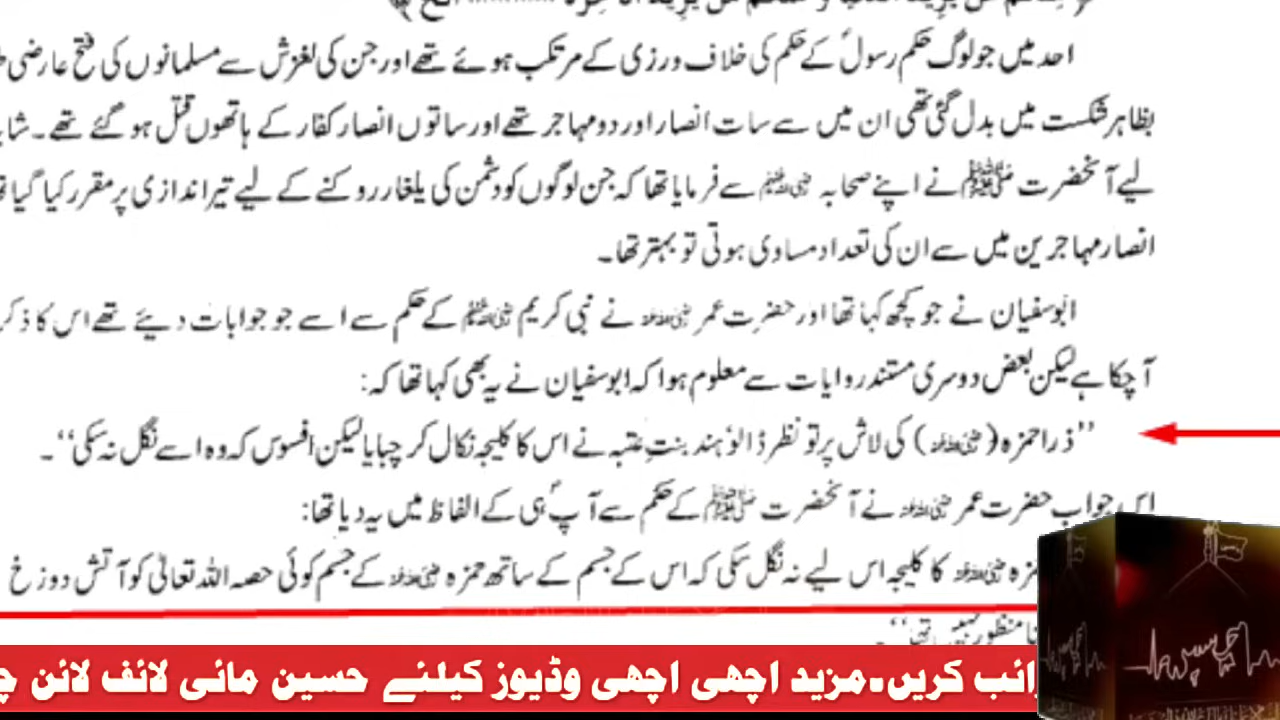 احد میں جو لوگ حکم رسولؐ کے حکم کی خلاف ورزی کے مرتکب ہوئے تھے اور جن کی لغزش سے مسلمانوں کی فتح عارضی
بظاہر شکست میں بدل گئی تھی ان میں سے سات انصار اور دو مہاجر تھے اور ساتوں انصار کفار کے ہاتھوں قتل ہو گئے تھے۔
لیے آنحضرت ﷺ نے اپنے صحابہ رضی اللہ عنہم سے فرمایا تھا کہ جن لوگوں کو دشمن کی یلغار روکنے کے لیے تیر اندازی پر مقرر کیا گیا
انصار مہاجرین میں سے ان کی تعداد مساوی ہوتی تو بہتر تھا۔
ابوسفیان نے جو کچھ کہا تھا اور حضرت عمر رضی اللہ عنہ نے نبی کریم ﷺ کے حکم سے اسے جو جوابات دیئے تھے اس کا ذکر
آ چکا ہے لیکن بعض دوسری مستند روایات سے معلوم ہوا کہ ابوسفیان نے یہ بھی کہا تھا کہ:
"ذرا حمزہ (رضی اللہ عنہ) کی لاش پر تو نظر ڈالو' ہند بنت عتبہ نے اس کا کلیجہ نکال کر چبایا لیکن افسوس کہ وہ اسے نگل نہ سکی"۔
اس جواب حضرت عمر رضی اللہ عنہ نے آنحضرت ﷺ کے حکم سے آپؐ ہی کے الفاظ میں یہ دیا تھا:
رضی اللہ عنہ کا کلیجہ اس لیے نہ نگل سکی کہ اس کے جسم کے ساتھ حمزہ رضی اللہ عنہ کے جسم کوئی حصہ اللہ تعالیٰ کو آتش دوزخ
کریں۔مزید اچھی اچھی وڈیوز کیلئے حسین مائی لائف لائن